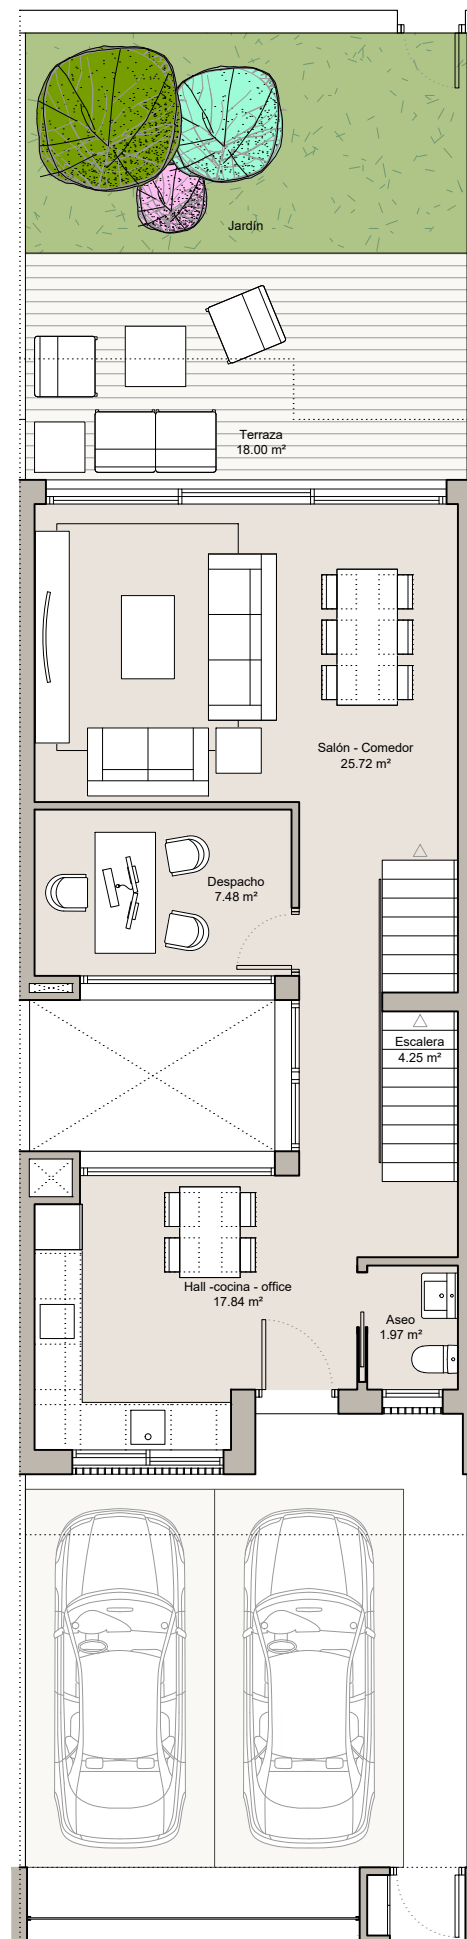 Jardín
Terraza
18.00 m²
Salón - Comedor
25.72 m²
Despacho
7.48 m²
Escalera
4.25 m²
Hall -cocina - office
17.84 m²
Aseo
1.97 m²